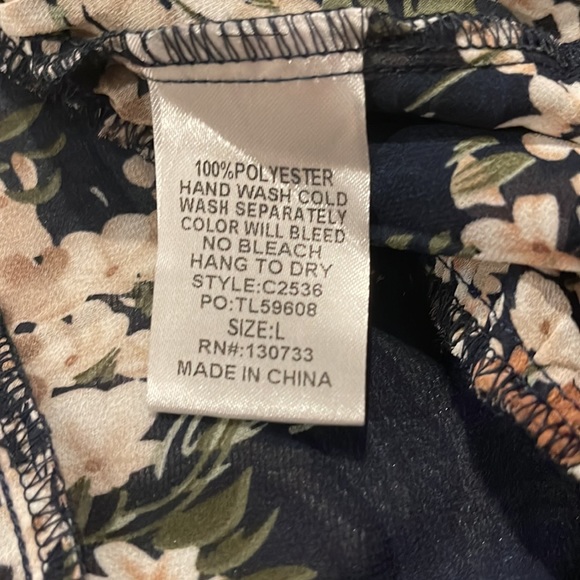 100%POLYESTER
HAND WASH COLD
WASH SEPARATELY
COLOR WILL BLEED
NO BLEACH
HANG TO DRY
STYLE:C2536
PO:TL59608
SIZE:L
RN#:130733
MADE IN CHINA